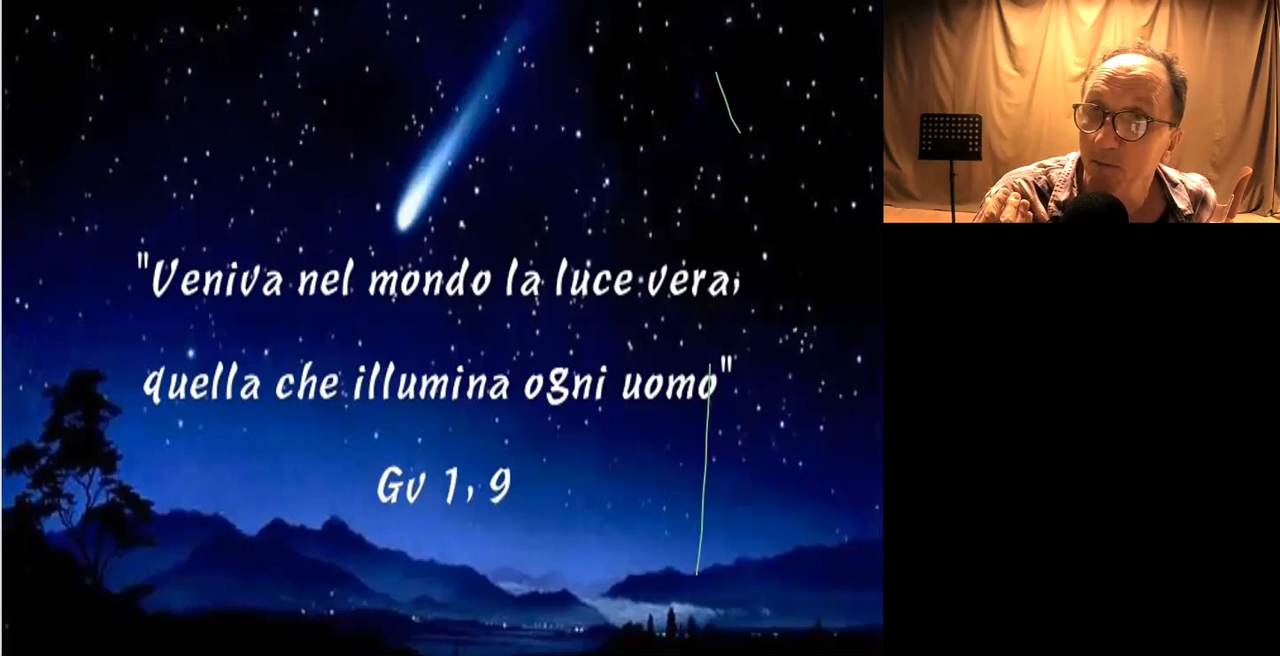 "Veniva nel mondo la luce vera,
quella che illumina ogni uomo"
Gv 1, 9